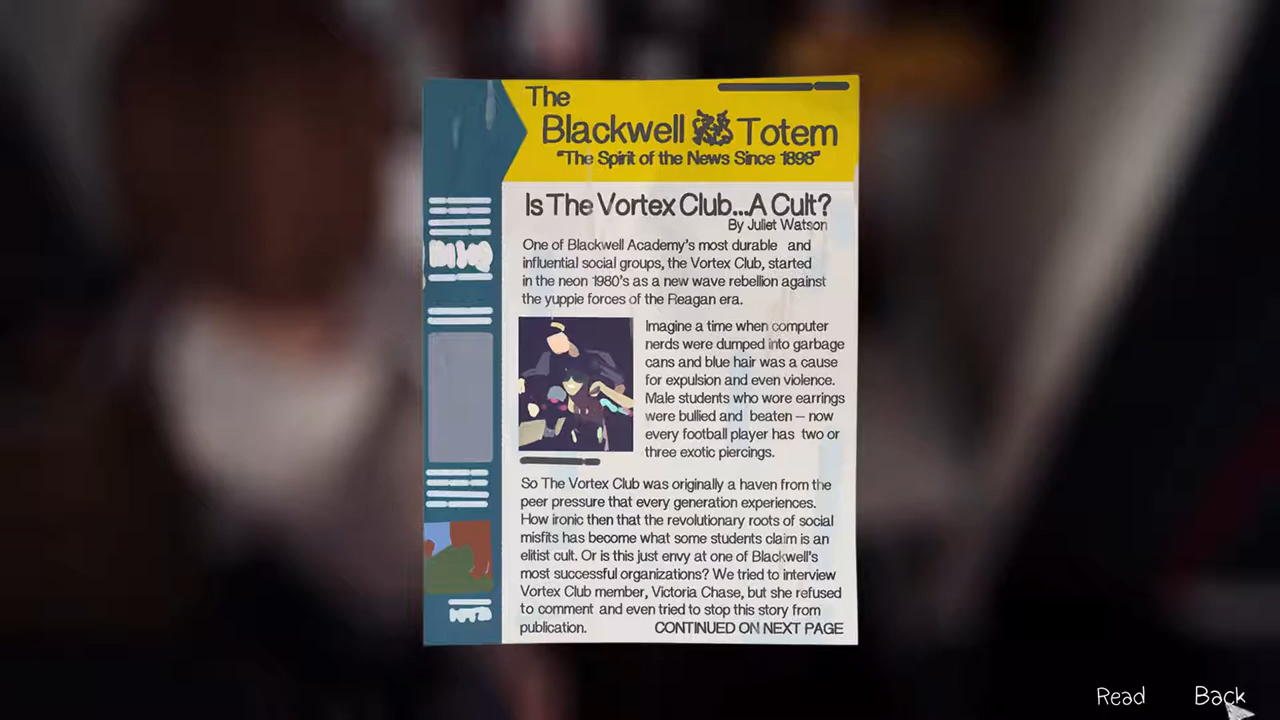 The
Blackwell Totem
"The Spirit of the News Since 1898"
Is The Vortex Club...A Cult?
By Juliet Watson
One of Blackwell Academy's most durable and
influential social groups, the Vortex Club, started
in the neon 1980's as a new wave rebellion against
the yuppie forces of the Reagan era.
Imagine a time when computer
nerds were dumped into garbage
cans and blue hair was a cause
for expulsion and even violence.
Male students who wore earrings
were bullied and beaten – now
every football player has two or
three exotic piercings.
So The Vortex Club was originally a haven from the
peer pressure that every generation experiences.
How ironic then that the revolutionary roots of social
misfits has become what some students claim is an
elitist cult. Or is this just envy at one of Blackwell's
most successful organizations? We tried to interview
Vortex Club member, Victoria Chase, but she refused
to comment and even tried to stop this story from
publication. CONTINUED ON NEXT PAGE
Read Back